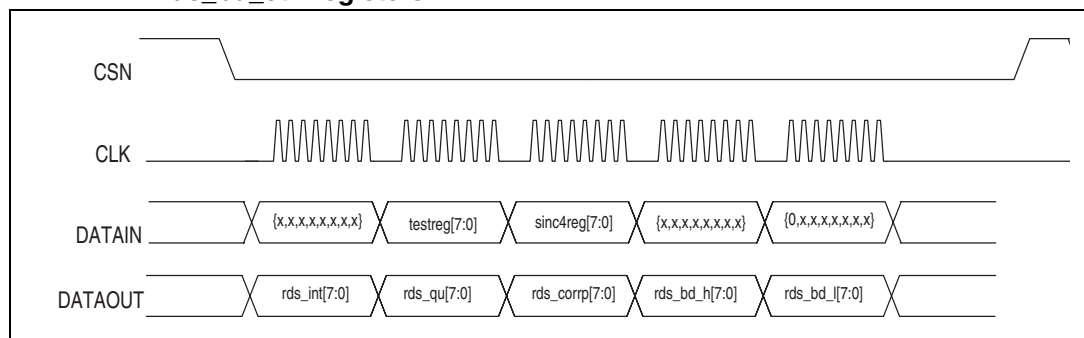 CSN
CLK
DATAIN {x,x,x,x,x,x,x,x} testreg[7:0] sinc4reg[7:0] {x,x,x,x,x,x,x,x} {0,x,x,x,x,x,x,x}
DATAOUT rds_int[7:0] rds_qu[7:0] rds_corrp[7:0] rds_bd_h[7:0] rds_bd_l[7:0]